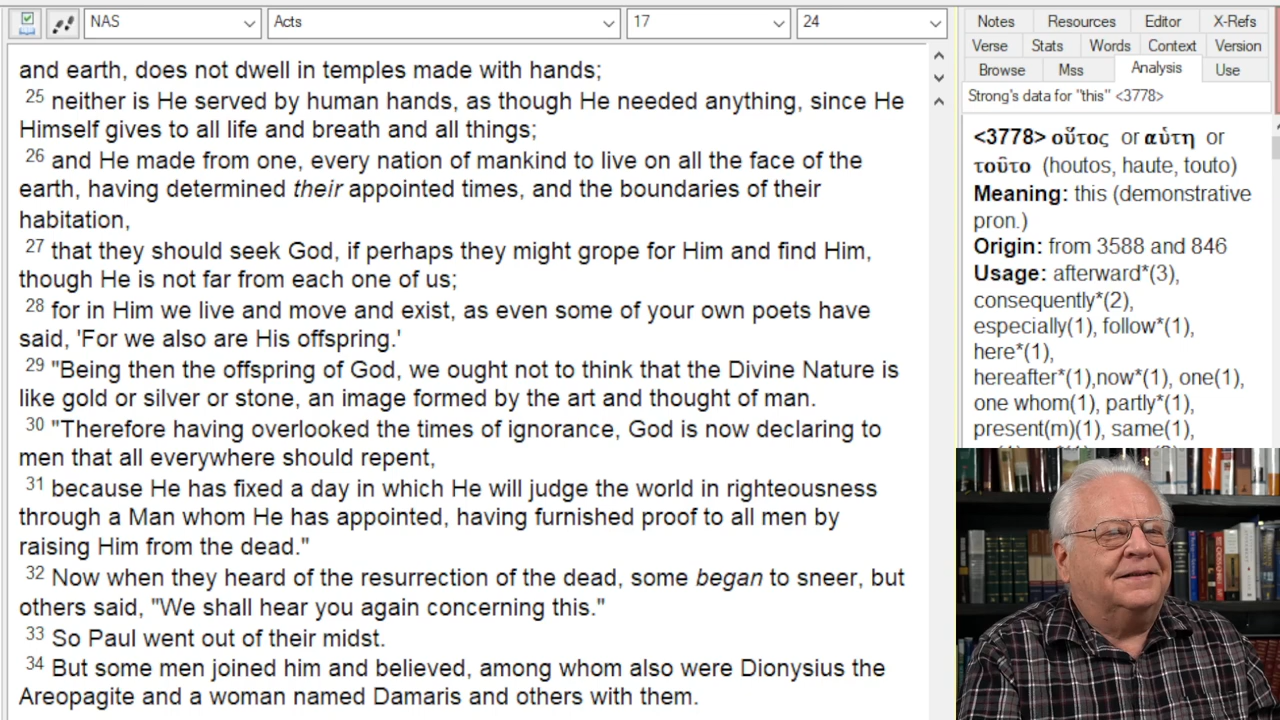 NAS Acts 17 24
and earth, does not dwell in temples made with hands;
25 neither is He served by human hands, as though He needed anything, since He
Himself gives to all life and breath and all things;
26 and He made from one, every nation of mankind to live on all the face of the
earth, having determined their appointed times, and the boundaries of their
habitation,
27 that they should seek God, if perhaps they might grope for Him and find Him,
though He is not far from each one of us;
28 for in Him we live and move and exist, as even some of your own poets have
said, 'For we also are His offspring.'
29 "Being then the offspring of God, we ought not to think that the Divine Nature is
like gold or silver or stone, an image formed by the art and thought of man.
30 "Therefore having overlooked the times of ignorance, God is now declaring to
men that all everywhere should repent,
31 because He has fixed a day in which He will judge the world in righteousness
through a Man whom He has appointed, having furnished proof to all men by
raising Him from the dead."
32 Now when they heard of the resurrection of the dead, some began to sneer, but
others said, "We shall hear you again concerning this."
33 So Paul went out of their midst.
34 But some men joined him and believed, among whom also were Dionysius the
Areopagite and a woman named Damaris and others with them.
Notes Resources Editor X-Refs
Verse Stats Words Context Version
Browse Mss Analysis Use
Strong's data for "this" <3778>
<3778> οὗτος or αὑτη or
τοῦτο (houtos, haute, touto)
Meaning: this (demonstrative
pron.)
Origin: from 3588 and 846
Usage: afterward*(3),
consequently*(2),
especially(1), follow*(1),
here*(1),
hereafter*(1),now*(1), one(1),
one whom(1), partly*(1),
present(m)(1), same(1),